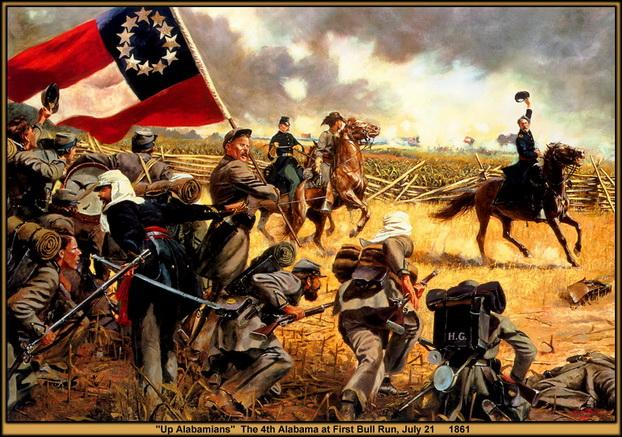 H.G.
"Up Alabamians" The 4th Alabama at First Bull Run, July 21 1861